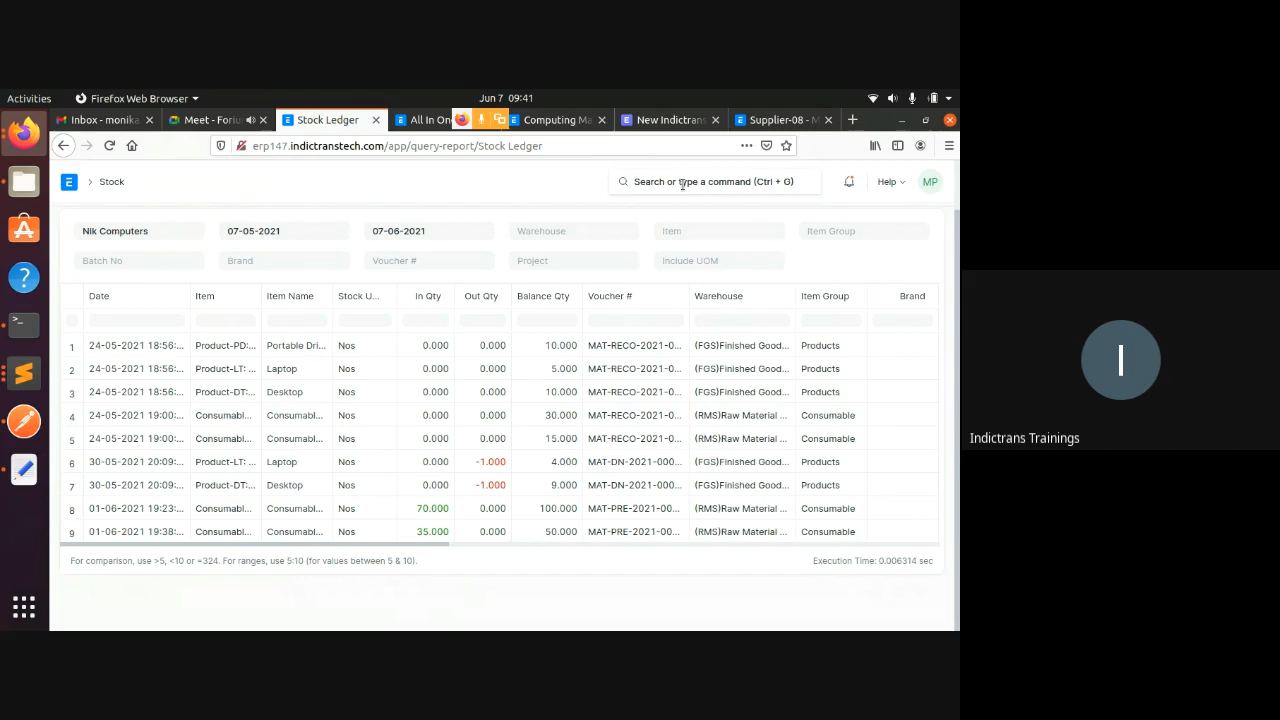 Activities Firefox Web Browser Jun 7 09:41
Inbox - monika Meet - Foriu Stock Ledger All In On Computing Ma New Indictrans Supplier-08 - M
erp147.indictranstech.com/app/query-report/Stock Ledger
Stock Search or type a command (Ctrl + G) Help MP
Nik Computers 07-05-2021 07-06-2021 Warehouse Item Item Group
Batch No Brand Voucher # Project Include UOM
Date Item Item Name Stock U... In Qty Out Qty Balance Qty Voucher # Warehouse Item Group Brand
1 24-05-2021 18:56:... Product-PD:... Portable Dri... Nos 0.000 0.000 10.000 MAT-RECO-2021-0... (FGS)Finished Good... Products
2 24-05-2021 18:56:... Product-LT: ... Laptop Nos 0.000 0.000 5.000 MAT-RECO-2021-0... (FGS)Finished Good... Products
3 24-05-2021 18:56:... Product-DT:... Desktop Nos 0.000 0.000 10.000 MAT-RECO-2021-0... (FGS)Finished Good... Products
4 24-05-2021 19:00:... Consumabl... Consumabl... Nos 0.000 0.000 30.000 MAT-RECO-2021-0... (RMS)Raw Material ... Consumable
5 24-05-2021 19:00:... Consumabl... Consumabl... Nos 0.000 0.000 15.000 MAT-RECO-2021-0... (RMS)Raw Material ... Consumable
6 30-05-2021 20:09:... Product-LT: ... Laptop Nos 0.000 -1.000 4.000 MAT-DN-2021-000... (FGS)Finished Good... Products
7 30-05-2021 20:09:... Product-DT:... Desktop Nos 0.000 -1.000 9.000 MAT-DN-2021-000... (FGS)Finished Good... Products
8 01-06-2021 19:23:... Consumabl... Consumabl... Nos 70.000 0.000 100.000 MAT-PRE-2021-00... (RMS)Raw Material ... Consumable
9 01-06-2021 19:38:... Consumabl... Consumabl... Nos 35.000 0.000 50.000 MAT-PRE-2021-00... (RMS)Raw Material ... Consumable
For comparison, use >5, <10 or =324. For ranges, use 5:10 (for values between 5 & 10). Execution Time: 0.006314 sec
I
Indictrans Trainings